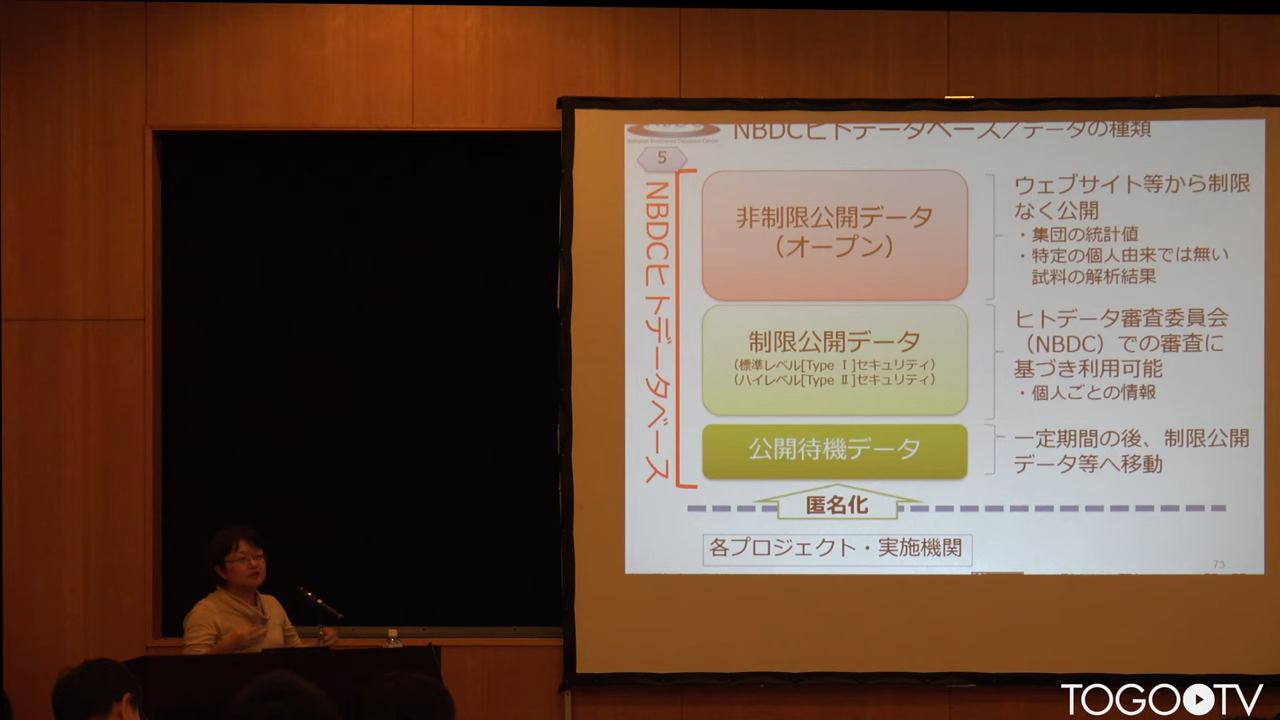 NBDCヒトデータベース／データの種類
5
NBDCヒトデータベース
非制限公開データ
（オープン）
ウェブサイト等から制限
なく公開
・集団の統計値
・特定の個人由来では無い
試料の解析結果
制限公開データ
（標準レベル[Type Ⅰ]セキュリティ）
（ハイレベル[Type Ⅱ]セキュリティ）
ヒトデータ審査委員会
（NBDC）での審査に
基づき利用可能
・個人ごとの情報
公開待機データ
一定期間の後、制限公開
データ等へ移動
匿名化
各プロジェクト・実施機関
73
TOGOTV